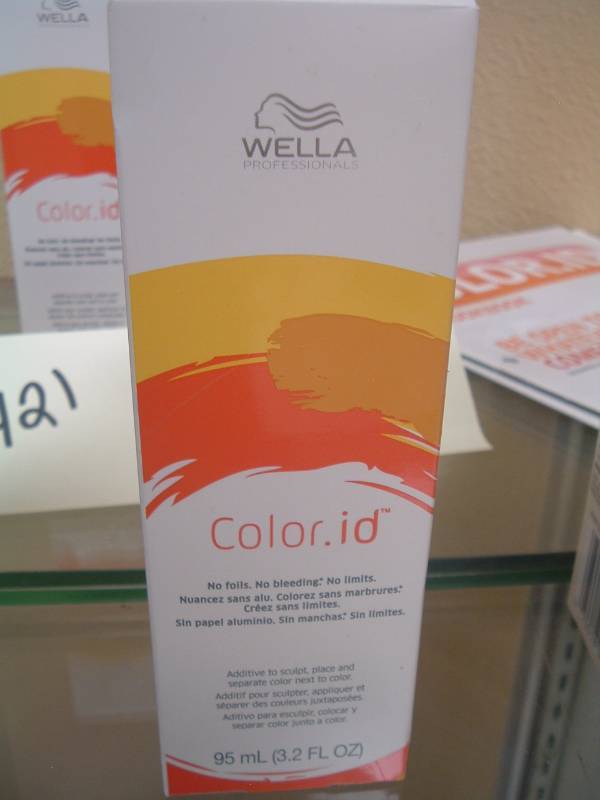 WELLA
WELLA
PROFESSIONALS
Color.id
421
COLOR.ID
Color.id™
No foils. No bleeding.* No limits.
Nuancez sans alu. Colorez sans marbrures.*
Créez sans limites.
Sin papel aluminio. Sin manchas.* Sin limites.
Additive to sculpt, place and
separate color next to color.
Additif pour sculpter, appliquer et
séparer des couleurs juxtaposées.
Aditivo para esculpir, colocar y
separar color junto a color.
95 mL (3.2 FL OZ)